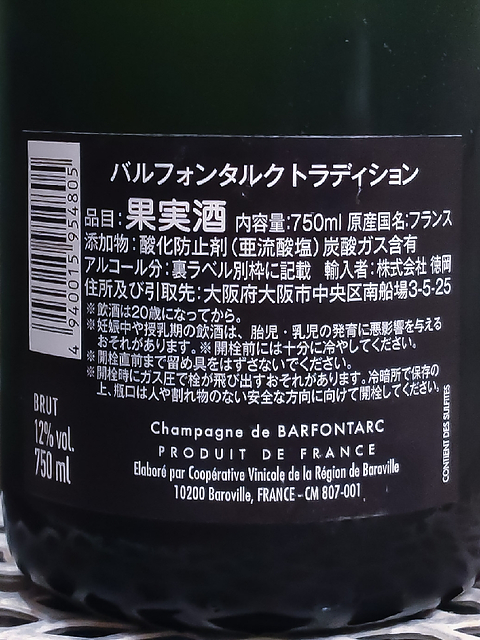 バルフォンタルク トラディション
品目:果実酒 内容量:750ml 原産国名:フランス
添加物:酸化防止剤(亜流酸塩)炭酸ガス含有
アルコール分:裏ラベル別枠に記載 輸入者:株式会社 徳岡
住所及び引取先:大阪府大阪市中央区南船場3-5-25
※飲酒は20歳になってから。
※妊娠中や授乳期の飲酒は、胎児・乳児の発育に悪影響を与える
おそれがあります。※開栓前には十分に冷やしてください。
※開栓直前まで留め具をはずさないでください。
※開栓時にガス圧で栓が飛び出すおそれがあります。冷暗所で保存の
上、瓶口は人や割れ物のない安全な方向に向けて開栓してください。
4940015954805
BRUT
12% vol.
750 ml
Champagne de BARFONTARC
PRODUIT DE FRANCE
Elaboré par Coopérative Vinicole de la Région de Baroville
10200 Baroville, FRANCE - CM 807-001
CONTIENT DES SULFITES